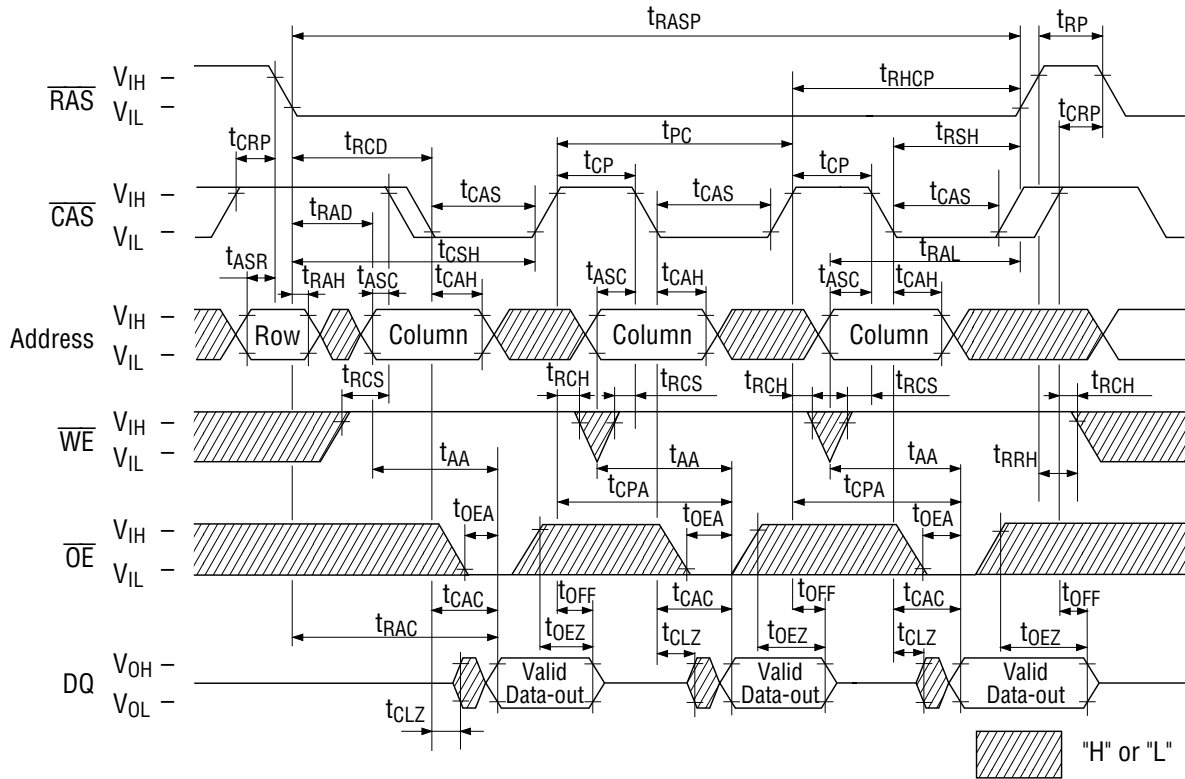 tRASP tRP
VIH
RAS
VIL
tRHCP
tCRP tRCD tPC tRSH tCRP
VIH
CAS
VIL
tCP tCP
tCAS tCAS tCAS
tRAD
tCSH tRAL
tASR tRAH tASC tCAH tASC tCAH tASC tCAH
VIH
Address
VIL
Row Column Column Column
tRCS tRCH tRCS tRCH tRCS tRCH
VIH
WE
VIL
tAA tAA tAA tRRH
tCPA tCPA
tOEA tOEA tOEA
VIH
OE
VIL
tCAC tOFF tCAC tOFF tCAC tOFF
tRAC tOEZ tCLZ tOEZ tCLZ tOEZ
VOH
DQ
VOL
Valid Data-out
Valid Data-out
Valid Data-out
tCLZ
"H" or "L"